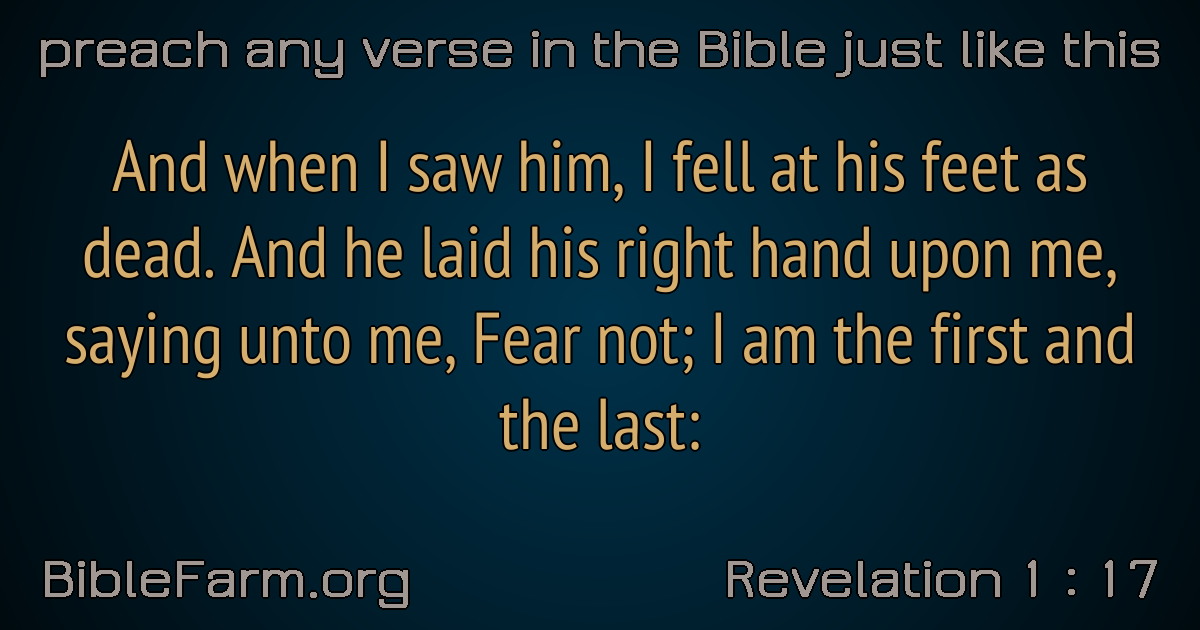 preach any verse in the Bible just like this
And when I saw him, I fell at his feet as
dead. And he laid his right hand upon me,
saying unto me, Fear not; I am the first and
the last:
BibleFarm.org
Revelation 1 : 17